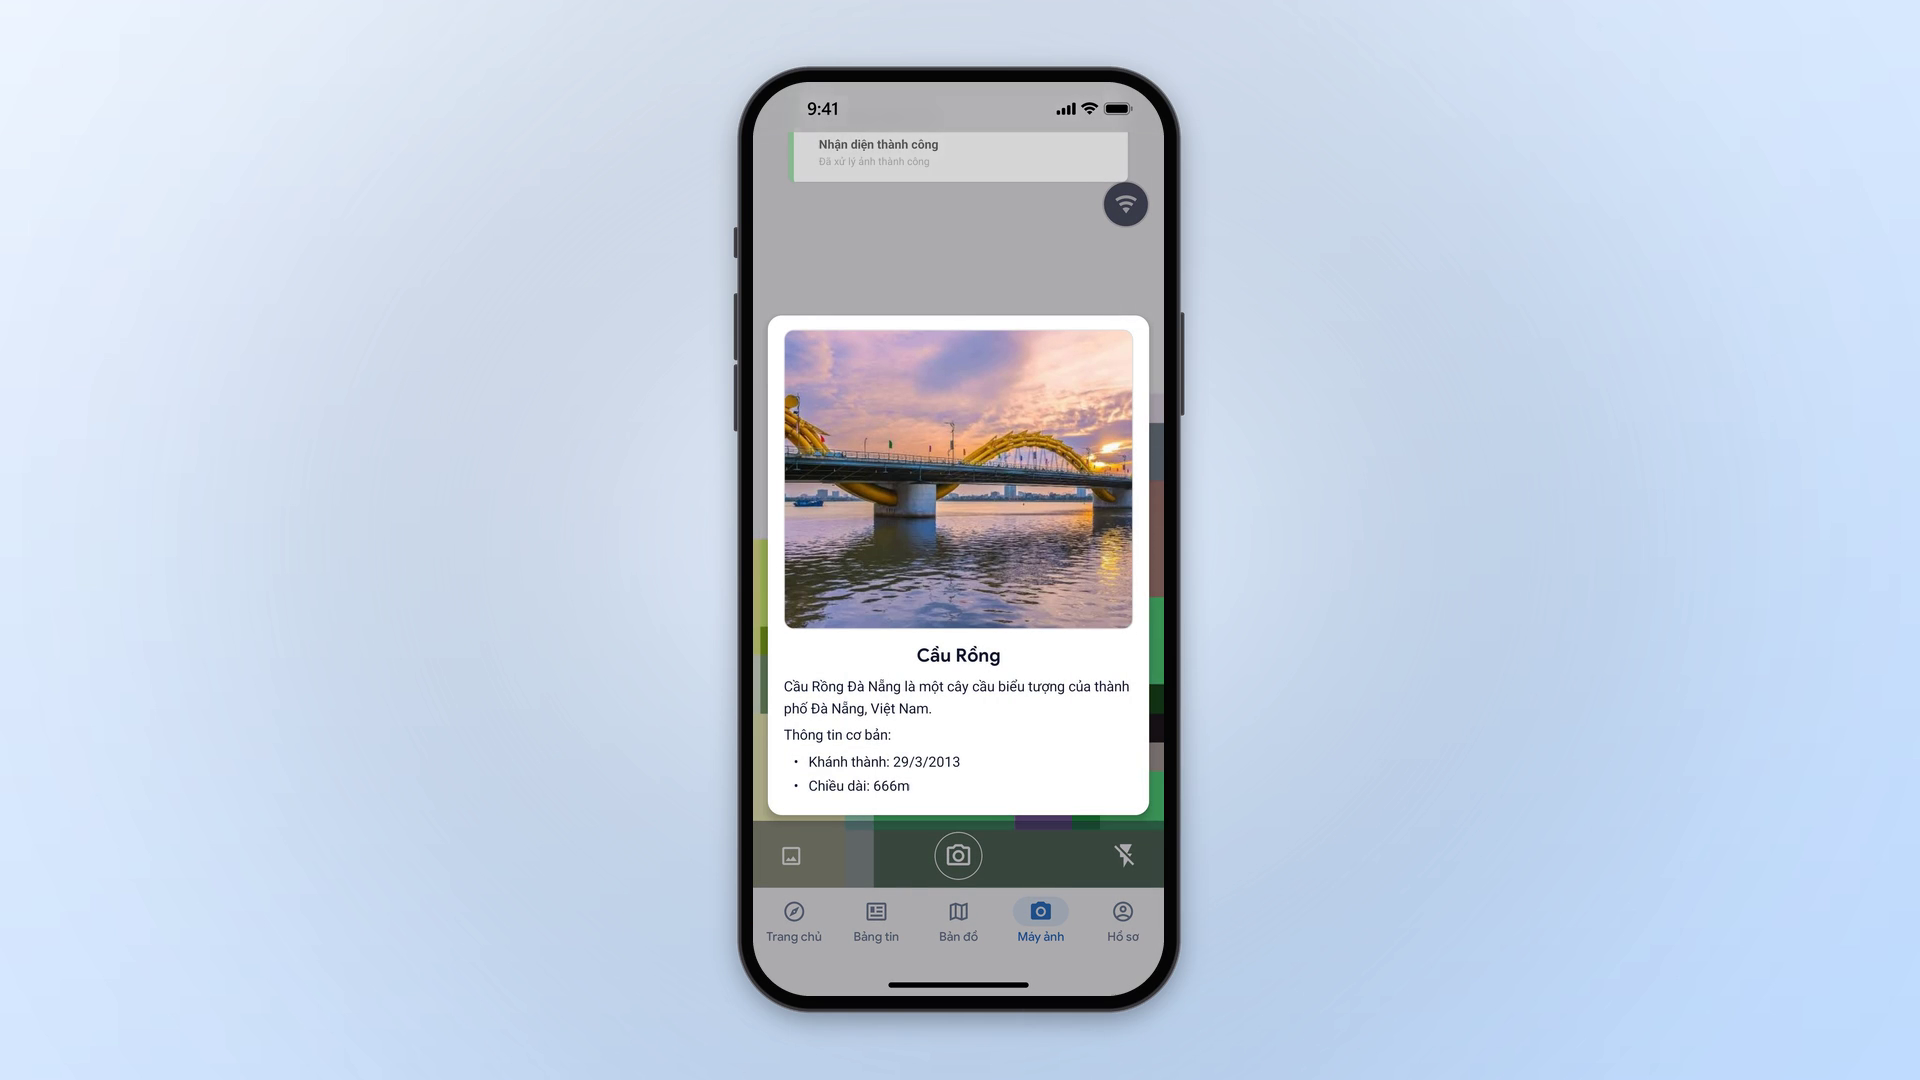 9:41
Nhận diện thành công
Đã xử lý ảnh thành công
Cầu Rồng
Cầu Rồng Đà Nẵng là một cây cầu biểu tượng của thành
phố Đà Nẵng, Việt Nam.
Thông tin cơ bản:
• Khánh thành: 29/3/2013
• Chiều dài: 666m
Trang chủ
Bảng tin
Bản đồ
Máy ảnh
Hồ sơ